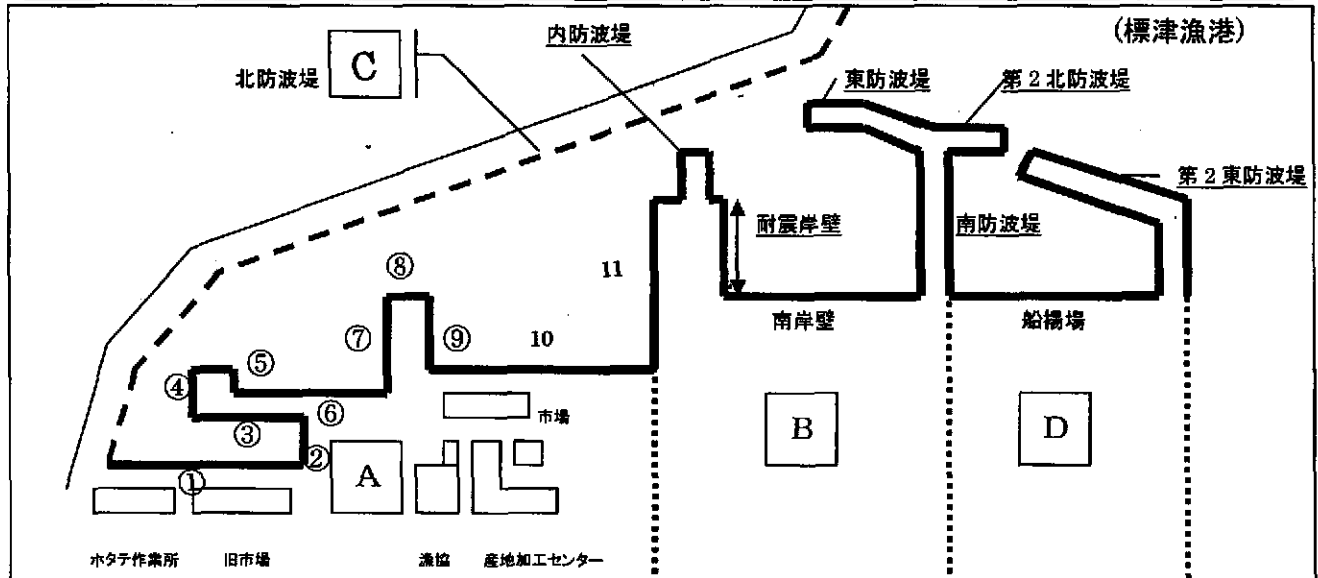 (標津漁港)
内防波堤
C
北防波堤
東防波堤
第2北防波堤
第2東防波堤
耐震岸壁
南防波堤
11
⑧
南岸壁
船揚場
⑦
⑨
10
⑤
④
⑥
市場
③
B
D
②
A
①
ホタテ作業所
旧市場
漁協
産地加工センター